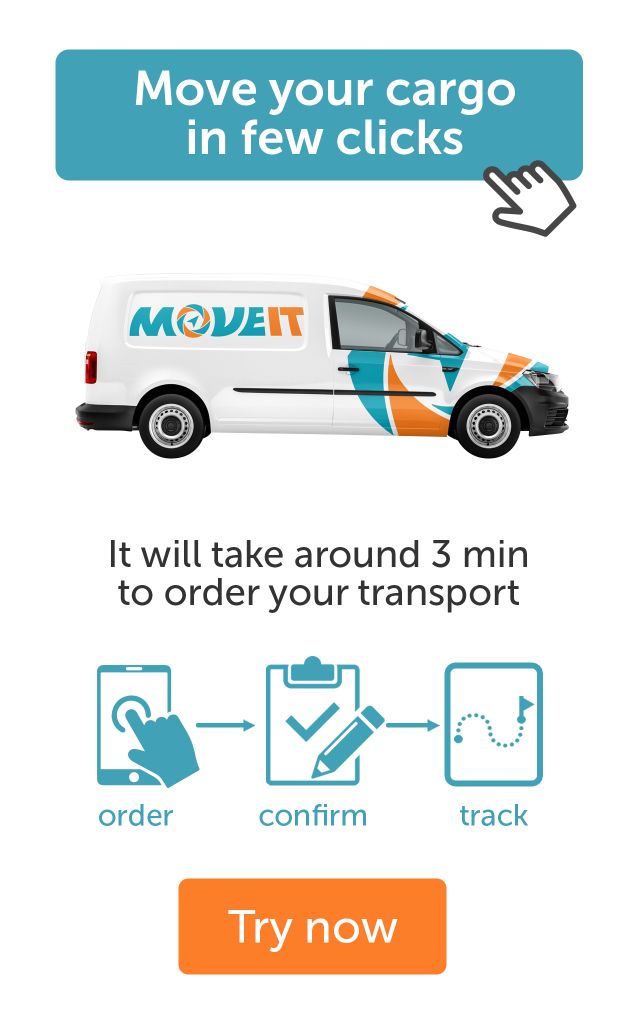 Move your cargo
in few clicks
MOVEIT
It will take around 3 min
to order your transport
order
confirm
track
Try now